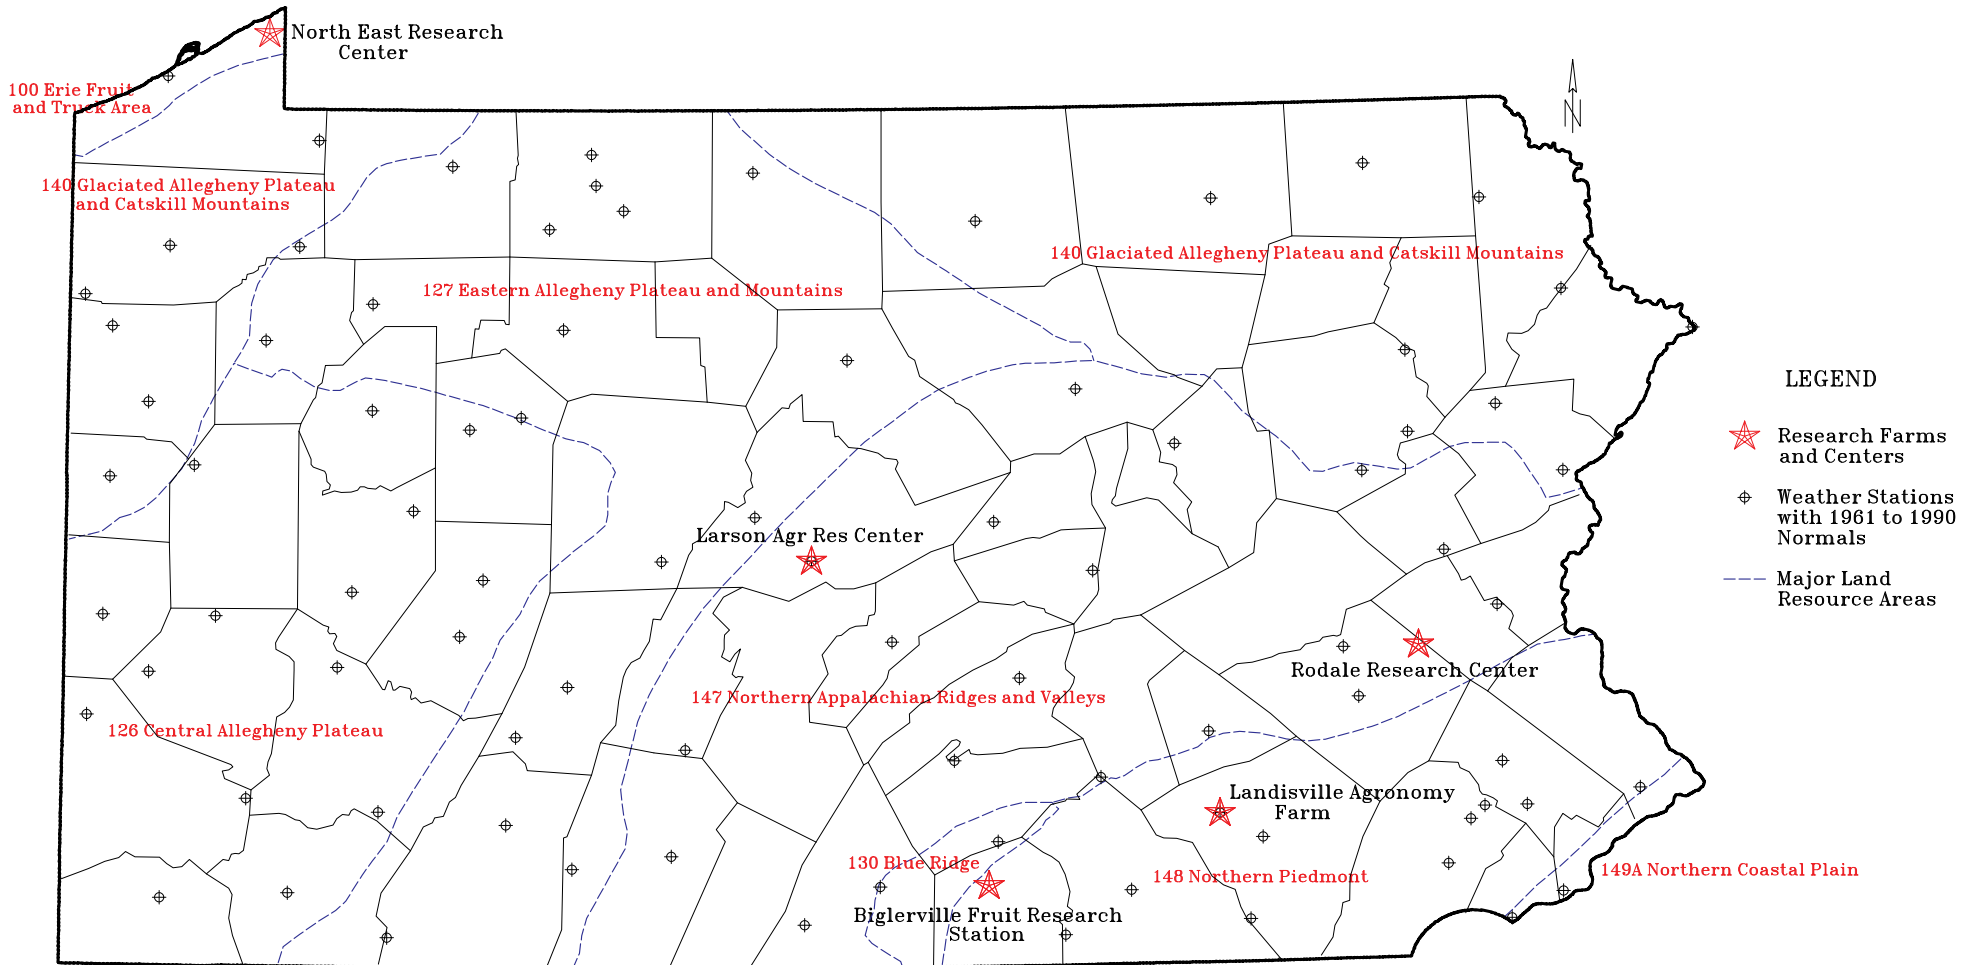 North East Research
Center
100 Erie Fruit
and Truck Area
N
140 Glaciated Allegheny Plateau
and Catskill Mountains
140 Glaciated Allegheny Plateau and Catskill Mountains
127 Eastern Allegheny Plateau and Mountains
LEGEND
Research Farms
and Centers
Weather Stations
with 1961 to 1990
Normals
Major Land
Resource Areas
Larson Agr Res Center
Rodale Research Center
147 Northern Appalachian Ridges and Valleys
126 Central Allegheny Plateau
Landisville Agronomy
Farm
130 Blue Ridge
148 Northern Piedmont
149A Northern Coastal Plain
Biglerville Fruit Research
Station